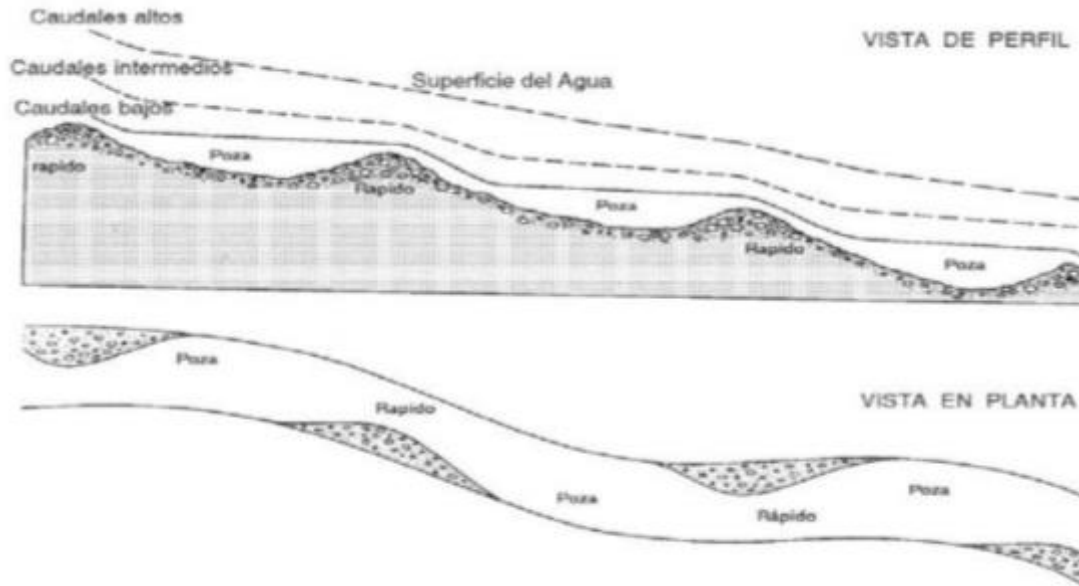 Caudales altos
VISTA DE PERFIL
Caudales intermedios
Superficie del Agua
Caudales bajos
rapido
Poza
Rapido
Poza
Rapido
Poza
Poza
Rapido
VISTA EN PLANTA
Poza
Rápido
Poza